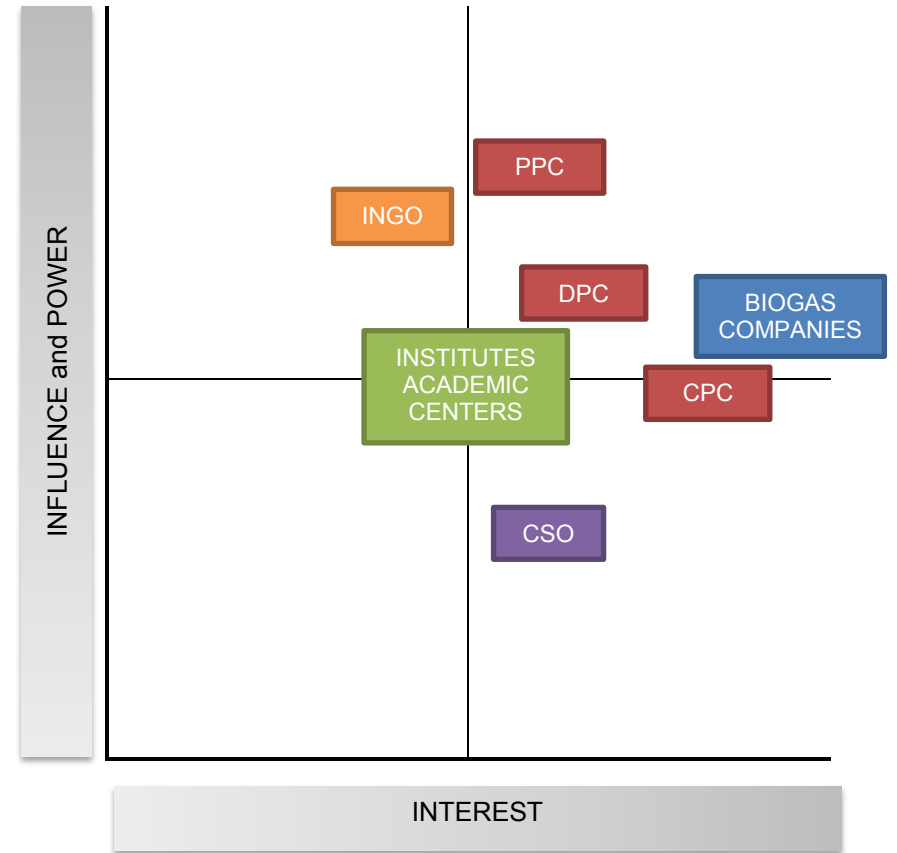 INFLUENCE and POWER
PPC
INGO
DPC
BIOGAS
COMPANIES
INSTITUTES
ACADEMIC
CENTERS
CPC
CSO
INTEREST